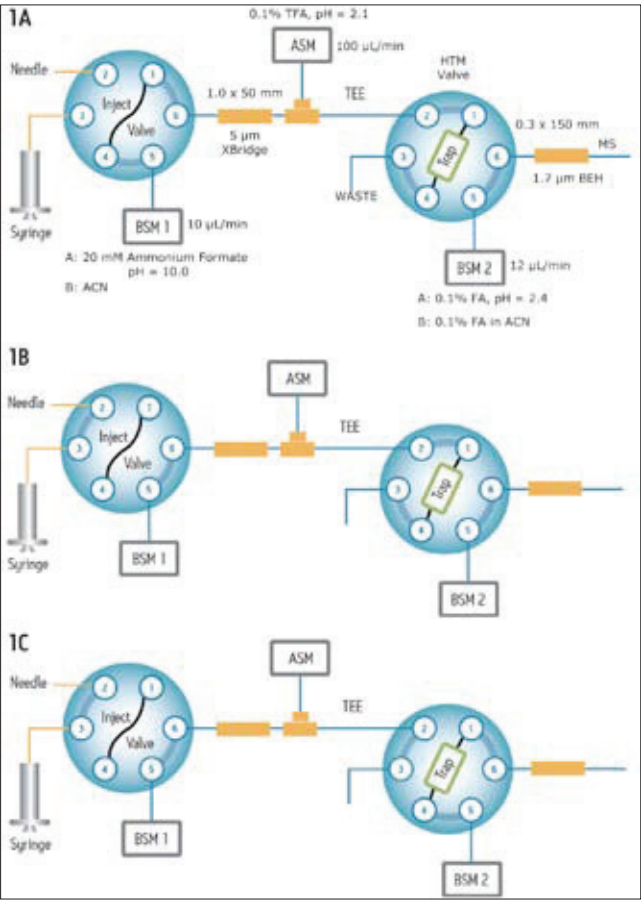 1A
0.1% TFA, pH = 2.1
ASM
100 µL/min
Needle
2
1
3
Inject
Valve
6
4
5
1.0 x 50 mm
5 µm
XBridge
TEE
HTM
Valve
2
1
3
Trap
6
4
5
0.3 x 150 mm
MS
1.7 µm BEH
WASTE
Syringe
BSM 1
10 µL/min
A: 20 mM Ammonium Formate
pH = 10.0
B: ACN
BSM 2
12 µL/min
A: 0.1% FA, pH = 2.4
B: 0.1% FA in ACN
1B
ASM
Needle
2
1
3
Inject
Valve
6
4
5
TEE
2
1
3
Trap
6
4
5
Syringe
BSM 1
BSM 2
1C
ASM
Needle
2
1
3
Inject
Valve
6
4
5
TEE
2
1
3
Trap
6
4
5
Syringe
BSM 1
BSM 2